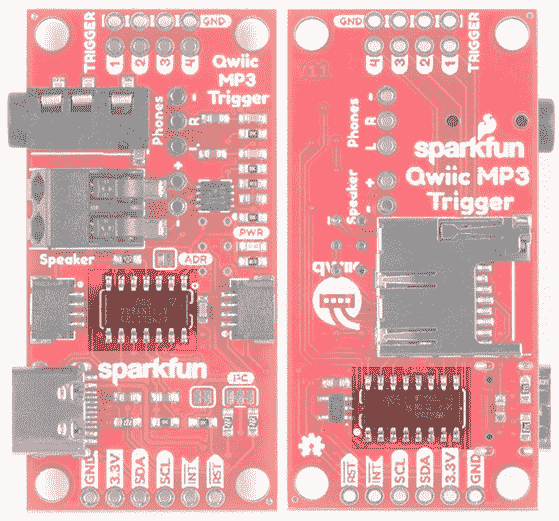 TRIGGER
1 2 3 4 GND
Qwiic
MP3
Trigger
Phones
-
R
L
+
-
PWR
Speaker
ADR
sparkfun
I²C
GND 3.3V SDA SCL INT RST
GND
4 3 2 1
TRIGGER
V11
Phones
-
R
L
sparkfun
Qwiic MP3
Trigger
Speaker
+
-
qwiic
RST INT SCL SDA 3.3V GND